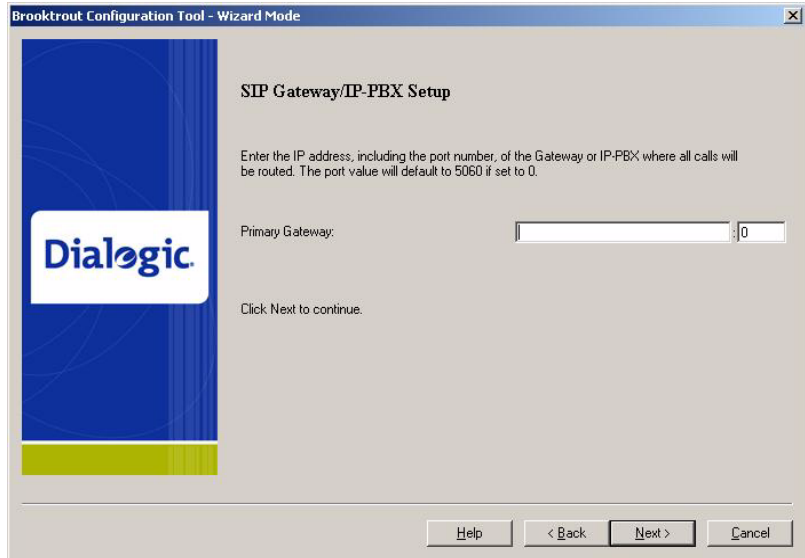 Brooktrout Configuration Tool - Wizard Mode
SIP Gateway/IP-PBX Setup
Enter the IP address, including the port number, of the Gateway or IP-PBX where all calls will
be routed. The port value will default to 5060 if set to 0.
Dialogic.
Primary Gateway: : 0
Click Next to continue.
Help < Back Next > Cancel